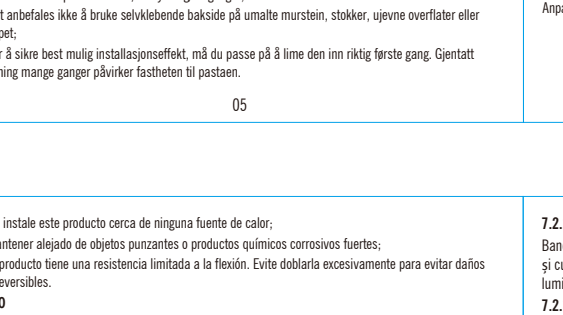 t anbefales ikke å bruke selvklebende bakside på umalte murstein, stokker, ujevne overflater eller
pet;
r å sikre best mulig installasjonseffekt, må du passe på å lime den inn riktig første gang. Gjentatt
ning mange ganger påvirker fastheten til pastaen.
05
Anpa
instale este producto cerca de ninguna fuente de calor;
ntener alejado de objetos punzantes o productos químicos corrosivos fuertes;
producto tiene una resistencia limitada a la flexión. Evite doblarla excesivamente para evitar daños
eversibles.
0
7.2.
Ban
și cu
lumi
7.2.